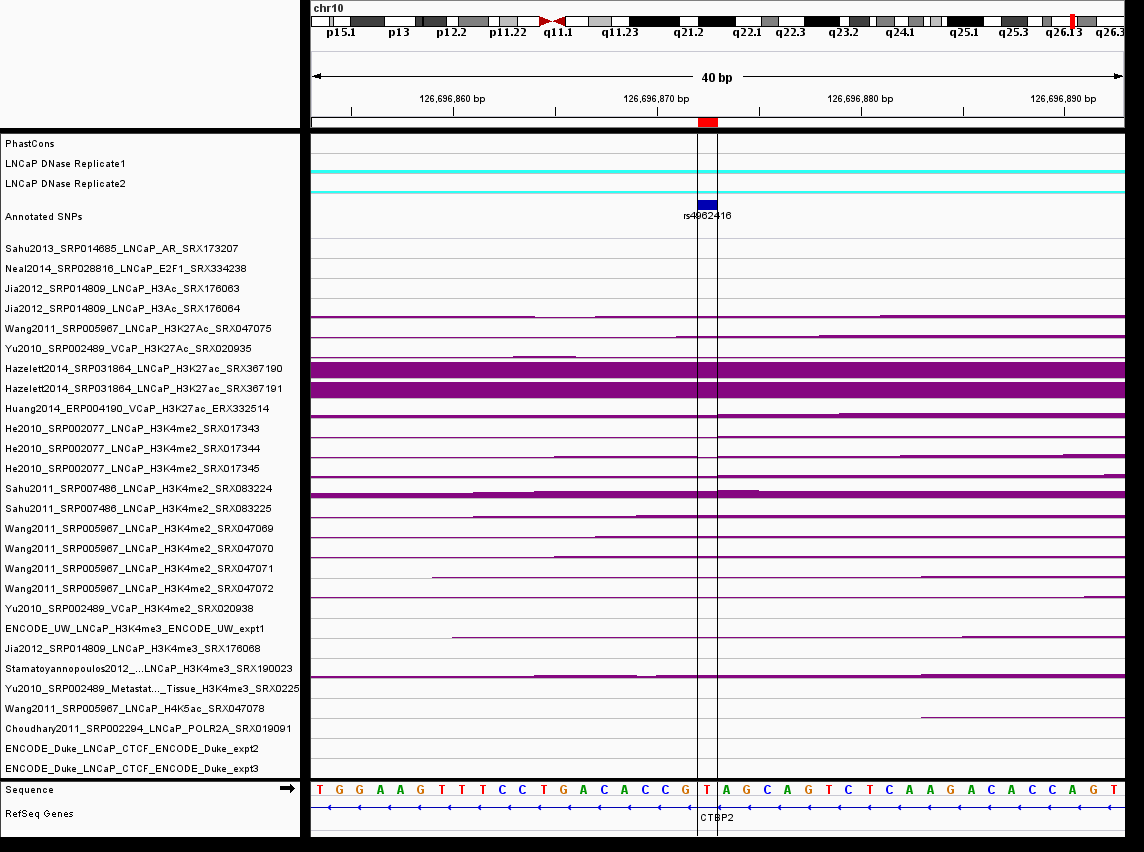 chr10
p15.1 p13 p12.2 p11.22 q11.1 q11.23 q21.2 q22.1 q22.3 q23.2 q24.1 q25.1 q25.3 q26.13 q26.3
40 bp
126,696,860 bp 126,696,870 bp 126,696,880 bp 126,696,890 bp
PhastCons
LNCaP DNase Replicate1
LNCaP DNase Replicate2
Annotated SNPs
rs4962416
Sahu2013_SRP014685_LNCaP_AR_SRX173207
Neal2014_SRP028816_LNCaP_E2F1_SRX334238
Jia2012_SRP014809_LNCaP_H3Ac_SRX176063
Jia2012_SRP014809_LNCaP_H3Ac_SRX176064
Wang2011_SRP005967_LNCaP_H3K27Ac_SRX047075
Yu2010_SRP002489_VCaP_H3K27Ac_SRX020935
Hazelett2014_SRP031864_LNCaP_H3K27ac_SRX367190
Hazelett2014_SRP031864_LNCaP_H3K27ac_SRX367191
Huang2014_ERP004190_VCaP_H3K27ac_ERX332514
He2010_SRP002077_LNCaP_H3K4me2_SRX017343
He2010_SRP002077_LNCaP_H3K4me2_SRX017344
He2010_SRP002077_LNCaP_H3K4me2_SRX017345
Sahu2011_SRP007486_LNCaP_H3K4me2_SRX083224
Sahu2011_SRP007486_LNCaP_H3K4me2_SRX083225
Wang2011_SRP005967_LNCaP_H3K4me2_SRX047069
Wang2011_SRP005967_LNCaP_H3K4me2_SRX047070
Wang2011_SRP005967_LNCaP_H3K4me2_SRX047071
Wang2011_SRP005967_LNCaP_H3K4me2_SRX047072
Yu2010_SRP002489_VCaP_H3K4me2_SRX020938
ENCODE_UW_LNCaP_H3K4me3_ENCODE_UW_expt1
Jia2012_SRP014809_LNCaP_H3K4me3_SRX176068
Stamatoyannopoulos2012_...LNCaP_H3K4me3_SRX190023
Yu2010_SRP002489_Metastat..._Tissue_H3K4me3_SRX0225
Wang2011_SRP005967_LNCaP_H4K5ac_SRX047078
Choudhary2011_SRP002294_LNCaP_POLR2A_SRX019091
ENCODE_Duke_LNCaP_CTCF_ENCODE_Duke_expt2
ENCODE_Duke_LNCaP_CTCF_ENCODE_Duke_expt3
Sequence T G G A A G T T T C C T G A C A C C G T A G C A G T C T C A A G A C A C C A G T
RefSeq Genes
CTBP2